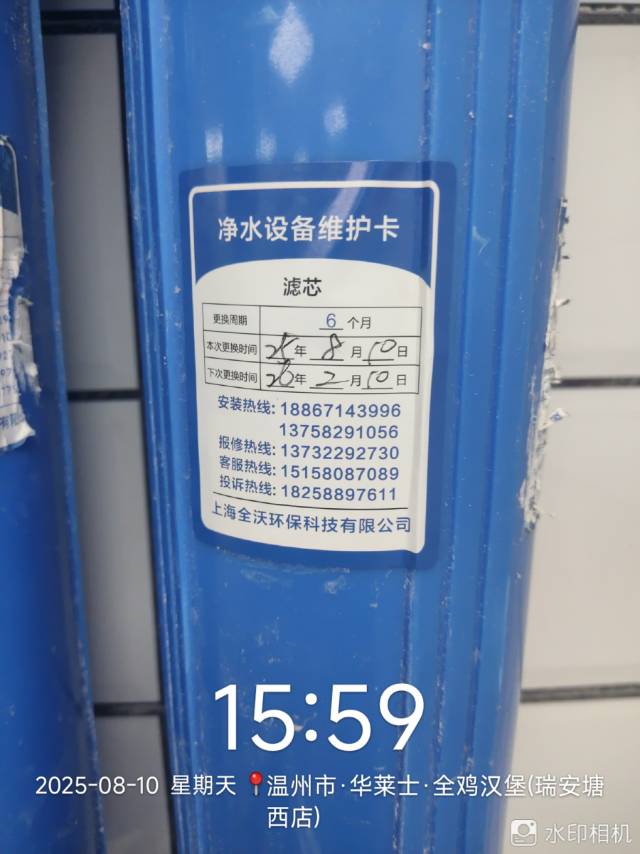 净水设备维护卡
滤芯
更换周期 6 个月
本次更换时间 25年 8月10日
下次更换时间 26年 2月10日
安装热线: 18867143996
13758291056
报修热线: 13732292730
客服热线: 15158087089
投诉热线: 18258897611
上海全沃环保科技有限公司
15:59
2025-08-10 星期天 温州市·华莱士·全鸡汉堡(瑞安塘
西店)
水印相机